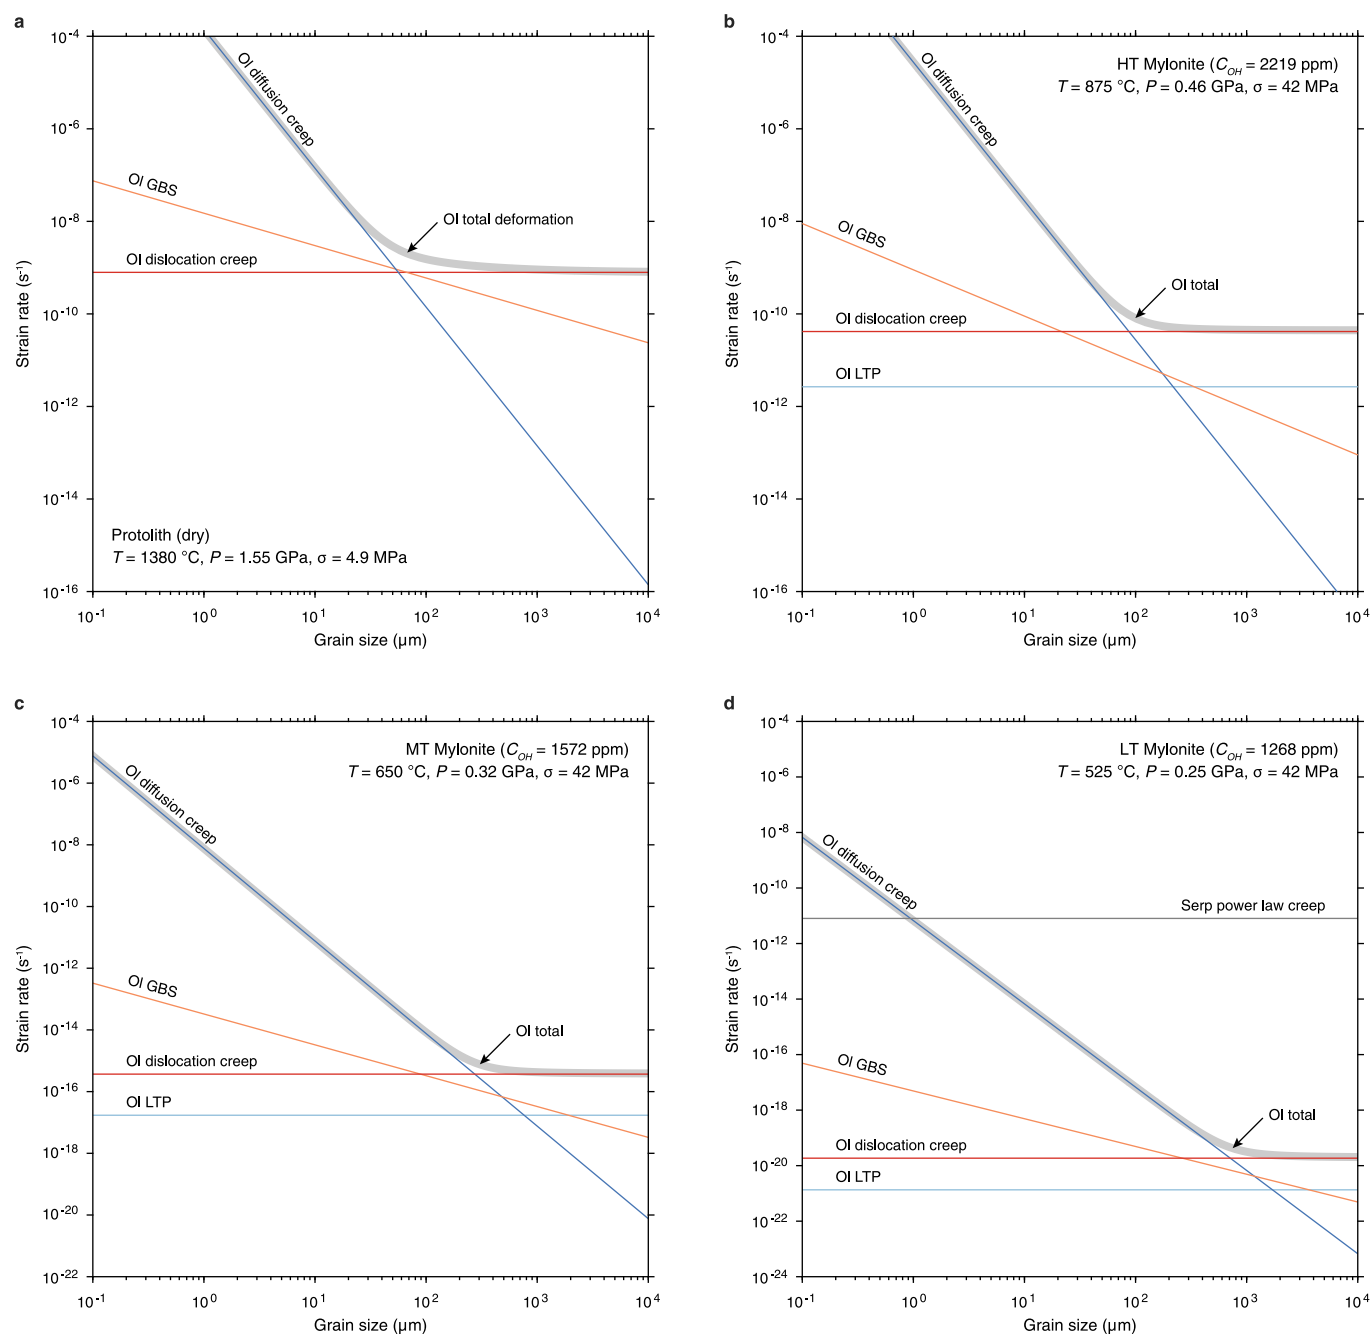 a
10⁻⁴
10⁻⁶
10⁻⁸
10⁻¹⁰
10⁻¹²
10⁻¹⁴
10⁻¹⁶
Strain rate (s⁻¹)
Ol diffusion creep
Ol GBS
Ol total deformation
Ol dislocation creep
Protolith (dry)
T = 1380 °C, P = 1.55 GPa, σ = 4.9 MPa
10⁻¹ 10⁰ 10¹ 10² 10³ 10⁴
Grain size (µm)
b
10⁻⁴
10⁻⁶
10⁻⁸
10⁻¹⁰
10⁻¹²
10⁻¹⁴
10⁻¹⁶
Strain rate (s⁻¹)
HT Mylonite (C_OH = 2219 ppm)
T = 875 °C, P = 0.46 GPa, σ = 42 MPa
Ol diffusion creep
Ol GBS
Ol total
Ol dislocation creep
Ol LTP
10⁻¹ 10⁰ 10¹ 10² 10³ 10⁴
Grain size (µm)
c
10⁻⁴
10⁻⁶
10⁻⁸
10⁻¹⁰
10⁻¹²
10⁻¹⁴
10⁻¹⁶
10⁻¹⁸
10⁻²⁰
10⁻²²
Strain rate (s⁻¹)
MT Mylonite (C_OH = 1572 ppm)
T = 650 °C, P = 0.32 GPa, σ = 42 MPa
Ol diffusion creep
Ol GBS
Ol total
Ol dislocation creep
Ol LTP
10⁻¹ 10⁰ 10¹ 10² 10³ 10⁴
Grain size (µm)
d
10⁻⁴
10⁻⁶
10⁻⁸
10⁻¹⁰
10⁻¹²
10⁻¹⁴
10⁻¹⁶
10⁻¹⁸
10⁻²⁰
10⁻²²
10⁻²⁴
Strain rate (s⁻¹)
LT Mylonite (C_OH = 1268 ppm)
T = 525 °C, P = 0.25 GPa, σ = 42 MPa
Ol diffusion creep
Serp power law creep
Ol GBS
Ol total
Ol dislocation creep
Ol LTP
10⁻¹ 10⁰ 10¹ 10² 10³ 10⁴
Grain size (µm)